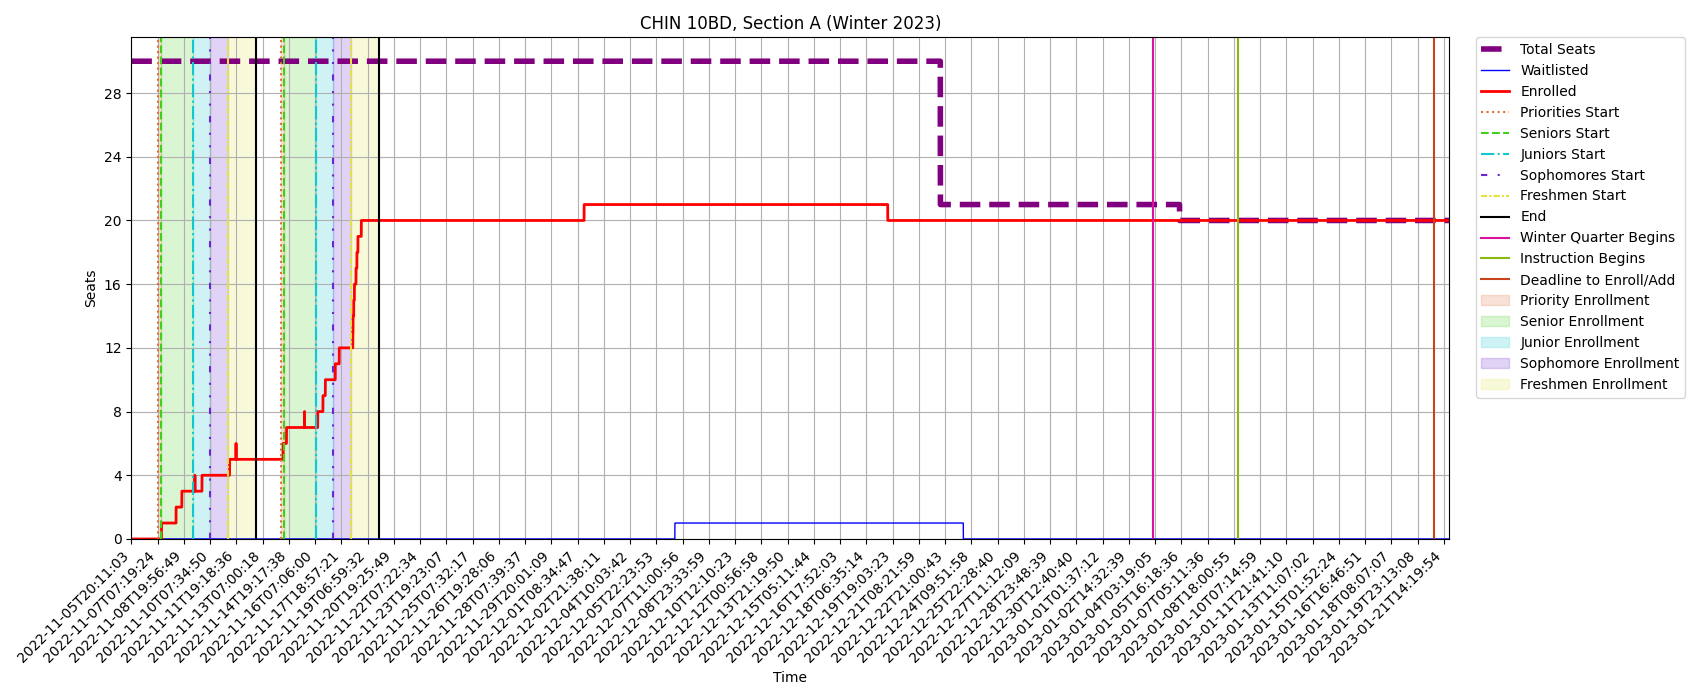 CHIN 10BD, Section A (Winter 2023)
Seats
28
24
20
16
12
8
4
0
2022-11-05T20:11:03
2022-11-07T07:19:24
2022-11-08T19:56:49
2022-11-10T07:34:50
2022-11-11T19:18:36
2022-11-13T07:00:18
2022-11-14T19:17:38
2022-11-16T07:06:00
2022-11-17T18:57:21
2022-11-19T06:59:32
2022-11-20T19:25:49
2022-11-22T07:22:34
2022-11-23T19:23:07
2022-11-25T07:32:17
2022-11-26T19:28:06
2022-11-28T07:39:37
2022-11-29T20:01:09
2022-12-01T08:34:47
2022-12-02T21:38:11
2022-12-04T10:03:42
2022-12-05T22:23:53
2022-12-07T11:00:56
2022-12-08T23:33:59
2022-12-10T12:10:23
2022-12-12T00:56:58
2022-12-13T13:19:50
2022-12-15T05:11:44
2022-12-16T17:52:03
2022-12-18T06:35:14
2022-12-19T19:03:23
2022-12-21T08:21:59
2022-12-22T21:00:43
2022-12-24T09:51:58
2022-12-25T22:28:40
2022-12-27T11:12:09
2022-12-28T23:48:39
2022-12-30T12:40:40
2023-01-01T01:37:12
2023-01-02T14:32:39
2023-01-04T03:19:05
2023-01-05T16:18:36
2023-01-07T05:11:36
2023-01-08T18:00:55
2023-01-10T07:14:59
2023-01-11T21:41:10
2023-01-13T11:07:02
2023-01-15T01:52:24
2023-01-16T16:46:51
2023-01-18T08:07:07
2023-01-19T23:13:08
2023-01-21T14:19:54
Time
Total Seats
Waitlisted
Enrolled
Priorities Start
Seniors Start
Juniors Start
Sophomores Start
Freshmen Start
End
Winter Quarter Begins
Instruction Begins
Deadline to Enroll/Add
Priority Enrollment
Senior Enrollment
Junior Enrollment
Sophomore Enrollment
Freshmen Enrollment